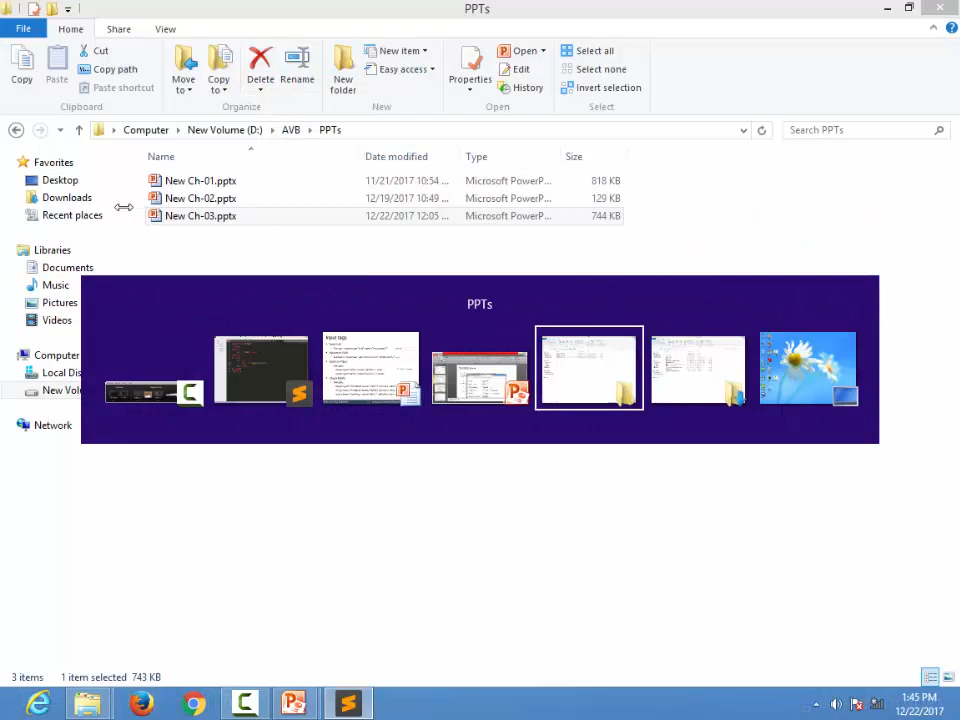 PPTs
File Home Share View
Copy
Paste
Cut
Copy path
Paste shortcut
Clipboard
Move to
Copy to
Delete
Rename
Organize
New folder
New item
Easy access
New
Properties
Open
Edit
History
Open
Select all
Select none
Invert selection
Select
Computer New Volume (D:) AVB PPTs
Search PPTs
Name Date modified Type Size
New Ch-01.pptx 11/21/2017 10:54 ... Microsoft PowerP... 818 KB
New Ch-02.pptx 12/19/2017 10:49 ... Microsoft PowerP... 129 KB
New Ch-03.pptx 12/22/2017 12:05 ... Microsoft PowerP... 744 KB
Favorites
Desktop
Downloads
Recent places
Libraries
Documents
Music
Pictures
Videos
Computer
Local Dis
New Volu
Network
PPTs
Input tags
3 items 1 item selected 743 KB
1:45 PM
12/22/2017